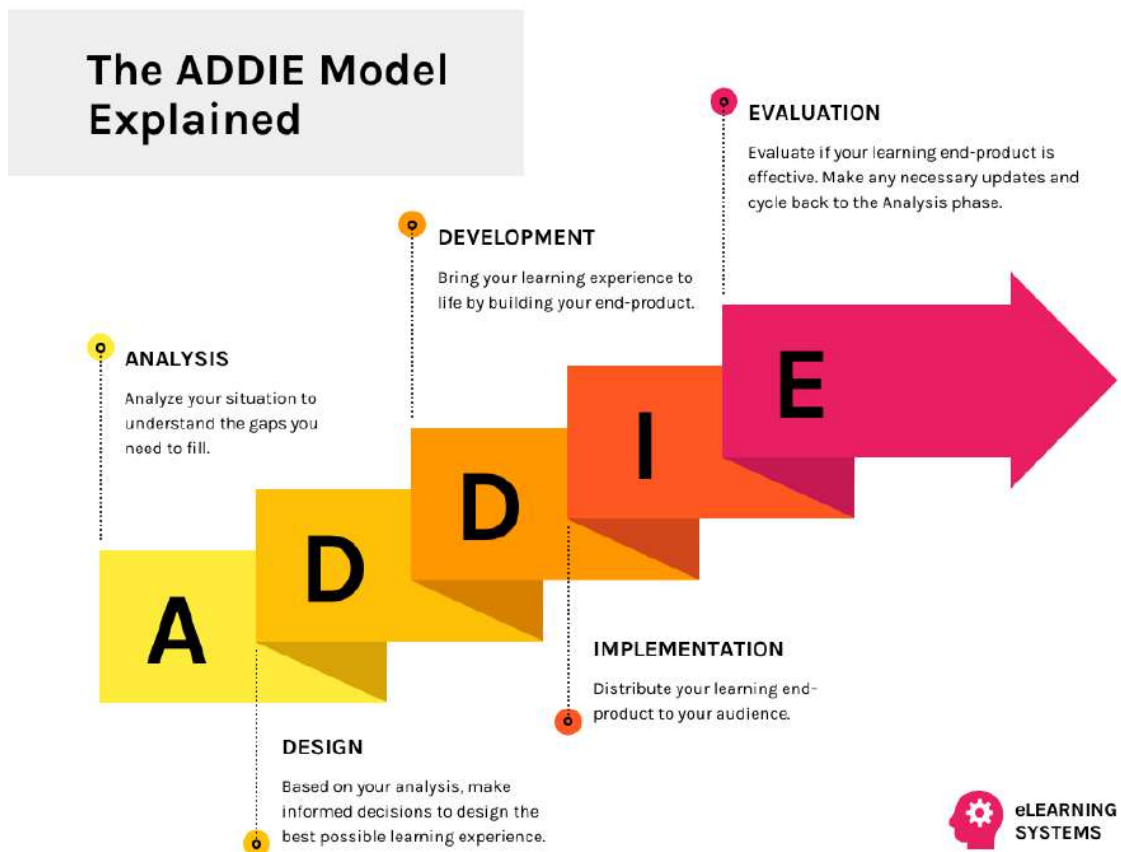 The ADDIE Model
Explained
EVALUATION
Evaluate if your learning end-product is
effective. Make any necessary updates and
cycle back to the Analysis phase.
DEVELOPMENT
Bring your learning experience to
life by building your end-product.
ANALYSIS
Analyze your situation to
understand the gaps you
need to fill.
A
D
D
I
E
IMPLEMENTATION
Distribute your learning end-
product to your audience.
DESIGN
Based on your analysis, make
informed decisions to design the
best possible learning experience.
eLEARNING
SYSTEMS